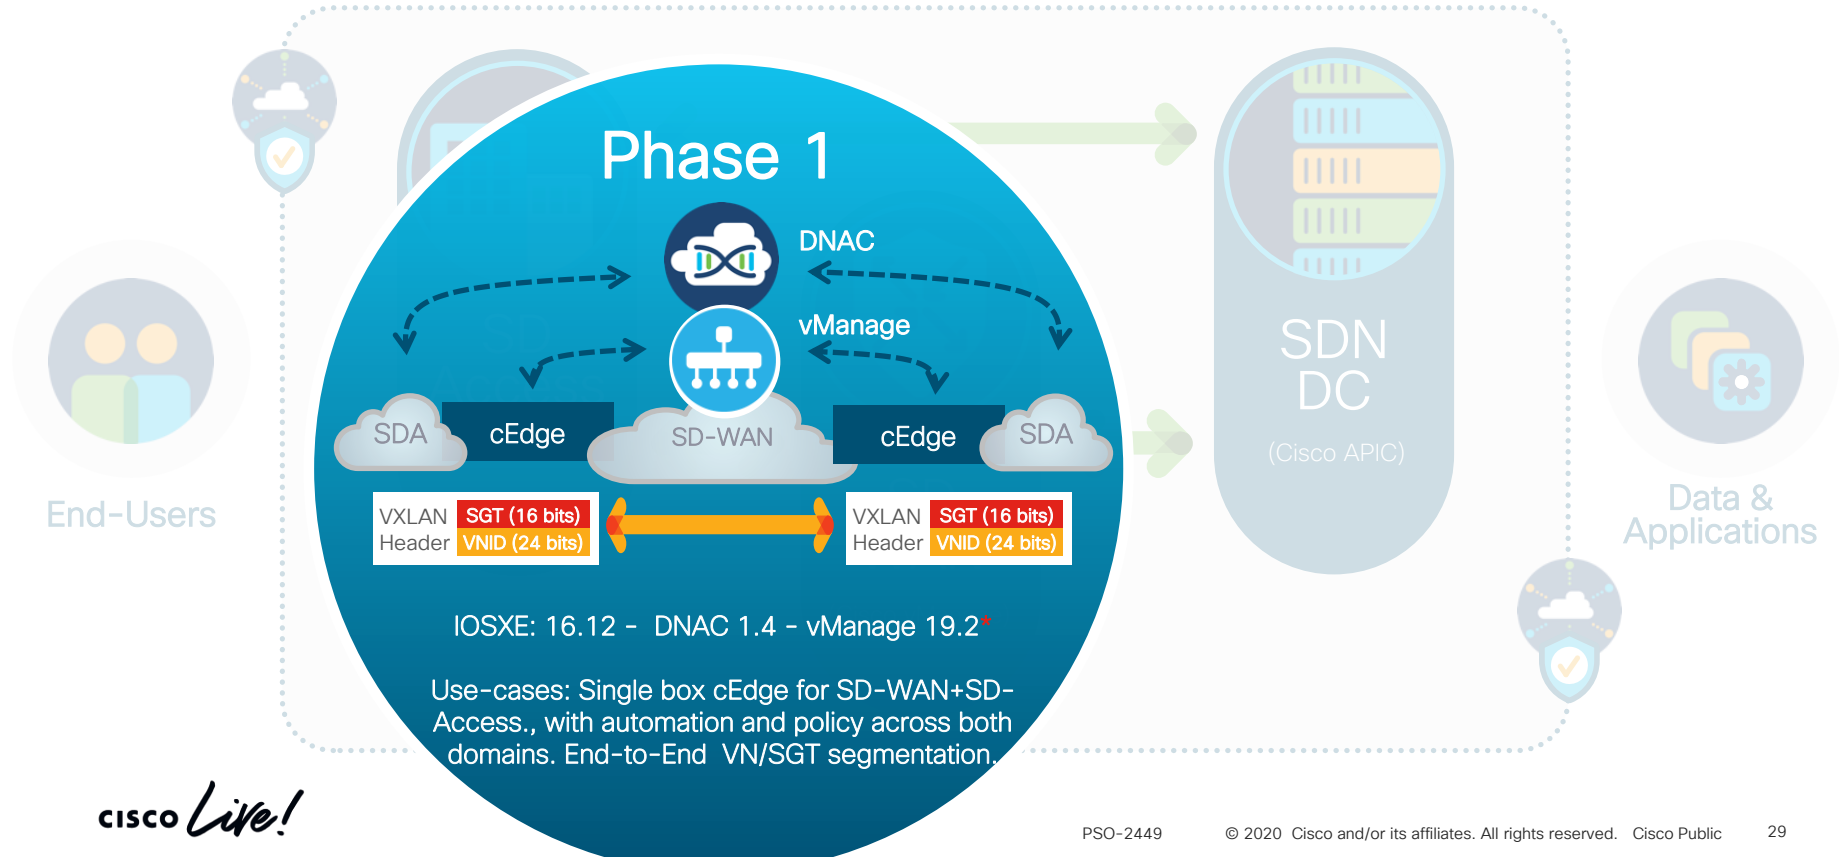 Phase 1
DNAC
vManage
SDA
cEdge
SD-WAN
cEdge
SDA
VXLAN
Header
SGT (16 bits)
VNID (24 bits)
VXLAN
Header
SGT (16 bits)
VNID (24 bits)
IOSXE: 16.12 - DNAC 1.4 - vManage 19.2*
Use-cases: Single box cEdge for SD-WAN+SD-
Access., with automation and policy across both
domains. End-to-End VN/SGT segmentation.
End-Users
SD
Access
SDN
DC
(Cisco APIC)
Data &
Applications
CISCO Live!
PSO-2449
© 2020 Cisco and/or its affiliates. All rights reserved. Cisco Public
29